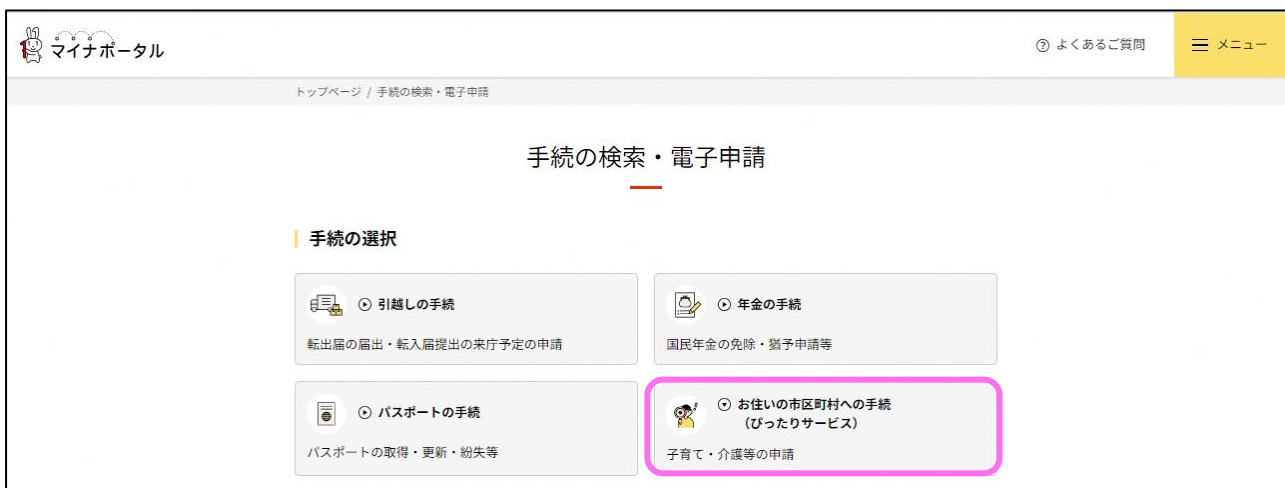 マイナポータル
よくあるご質問
メニュー
トップページ / 手続の検索・電子申請
手続の検索・電子申請
手続の選択
引越しの手続
転出届の届出・転入届提出の来庁予定の申請
年金の手続
国民年金の免除・猶予申請等
パスポートの手続
パスポートの取得・更新・紛失等
お住いの市区町村への手続
（ぴったりサービス）
子育て・介護等の申請